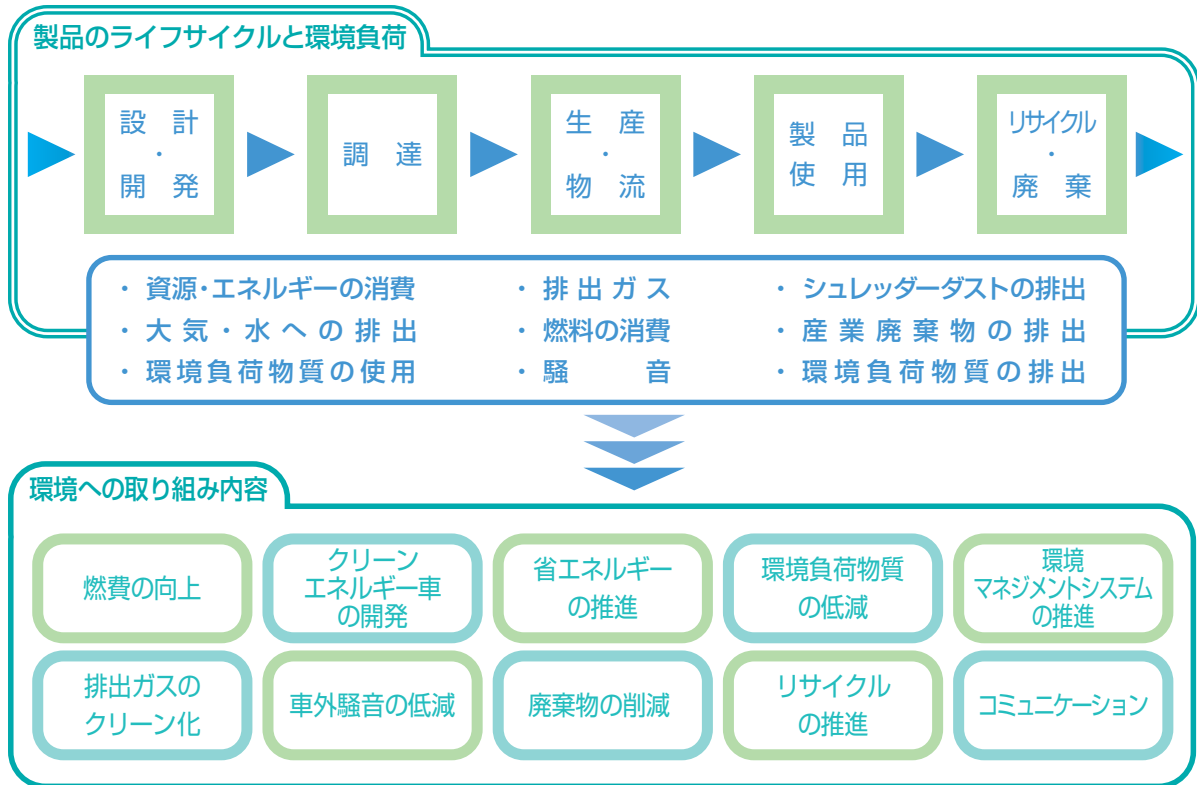 製品のライフサイクルと環境負荷
設計
・
開発
調達
生産
・
物流
製品
使用
リサイクル
・
廃棄
・資源・エネルギーの消費
・大気・水への排出
・環境負荷物質の使用
・排出ガス
・燃料の消費
・騒音
・シュレッダーダストの排出
・産業廃棄物の排出
・環境負荷物質の排出
環境への取り組み内容
燃費の向上
クリーン
エネルギー車
の開発
省エネルギー
の推進
環境負荷物質
の低減
環境
マネジメントシステム
の推進
排出ガスの
クリーン化
車外騒音の低減
廃棄物の削減
リサイクル
の推進
コミュニケーション